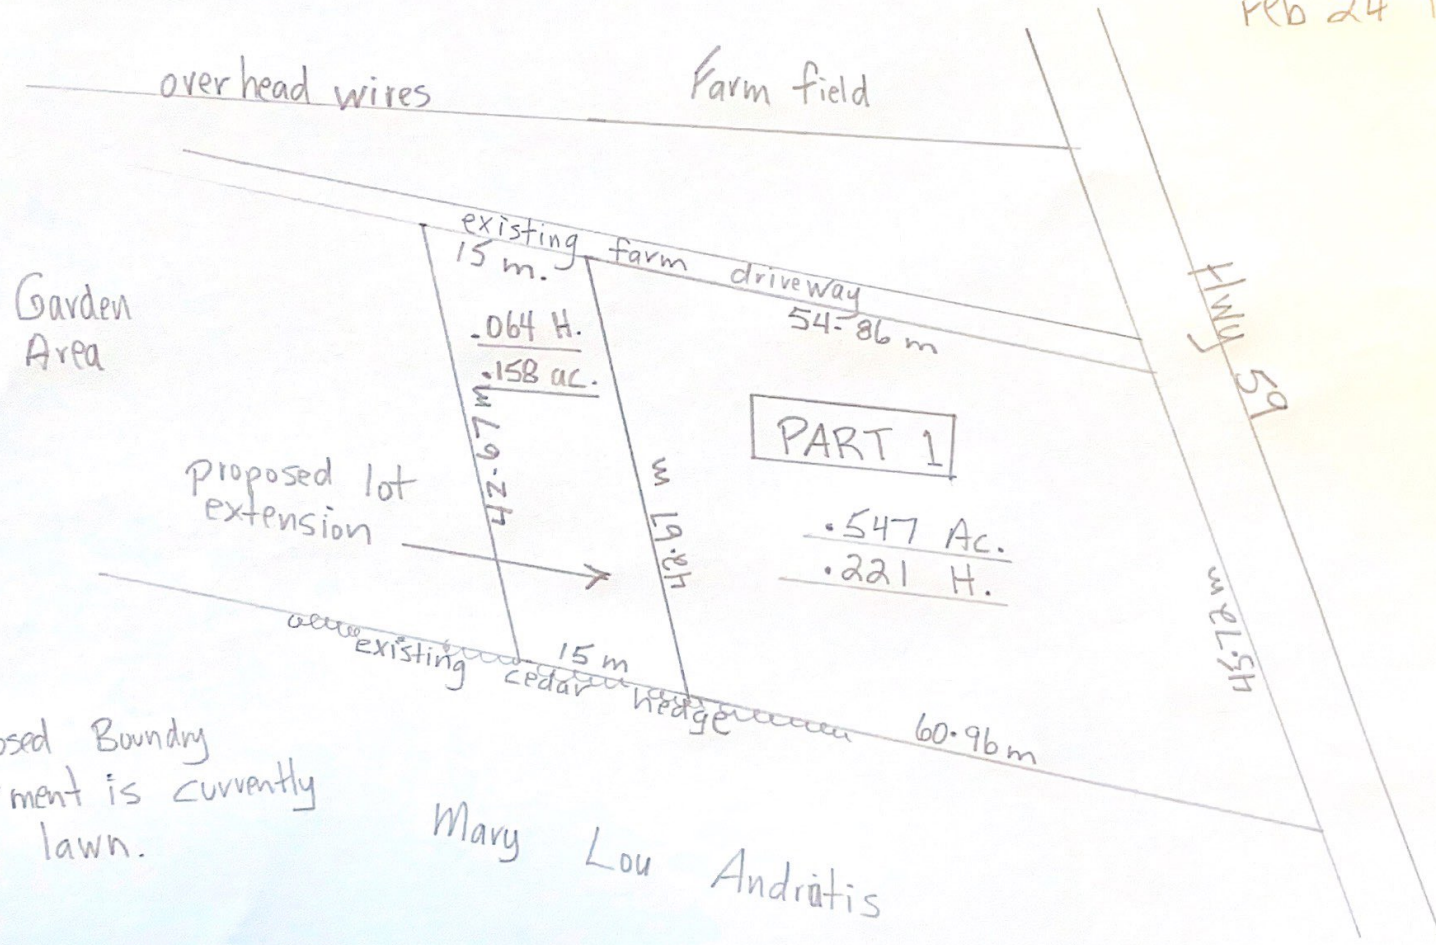 Feb 24
overhead wires
Farm field
existing farm driveway
15 m.
54-86 m
Hwy 59
Garden
Area
.064 H.
.158 ac.
42-67 m
42.67 m
PART 1
.547 Ac.
.221 H.
proposed lot
extension
45.72 m
existing cedar hedge
15 m
60.96 m
osed Boundry
ment is currently
lawn.
Mary Lou Andratis